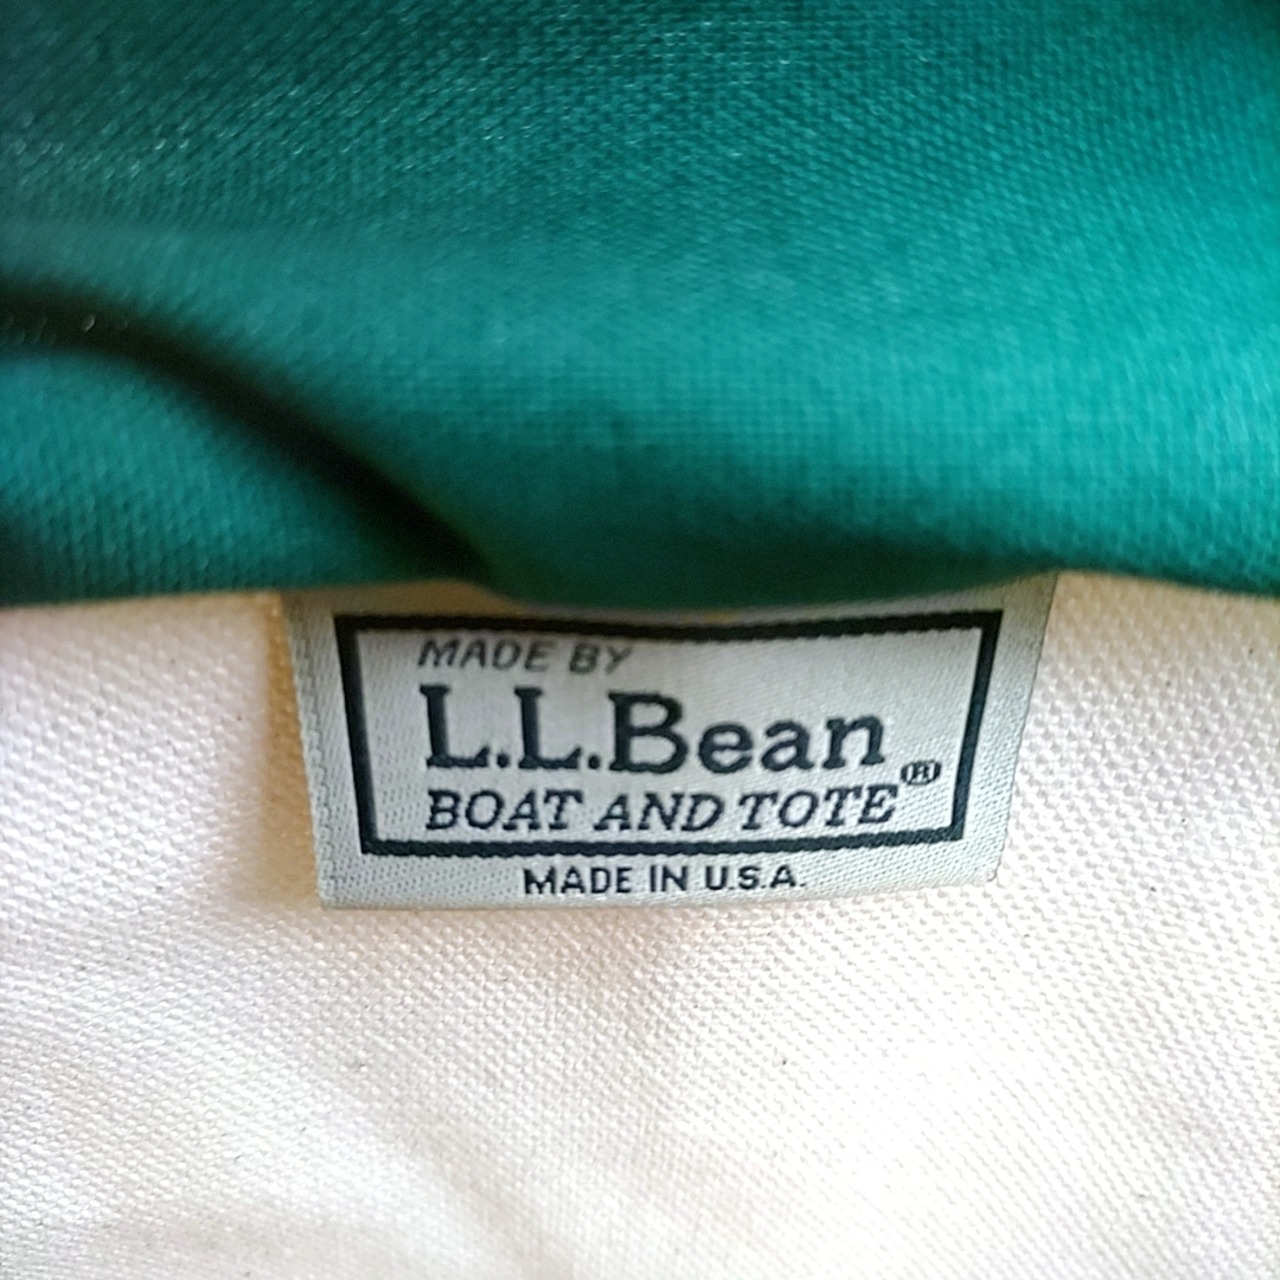 MADE BY
L.L.Bean
BOAT AND TOTE®
MADE IN U.S.A.